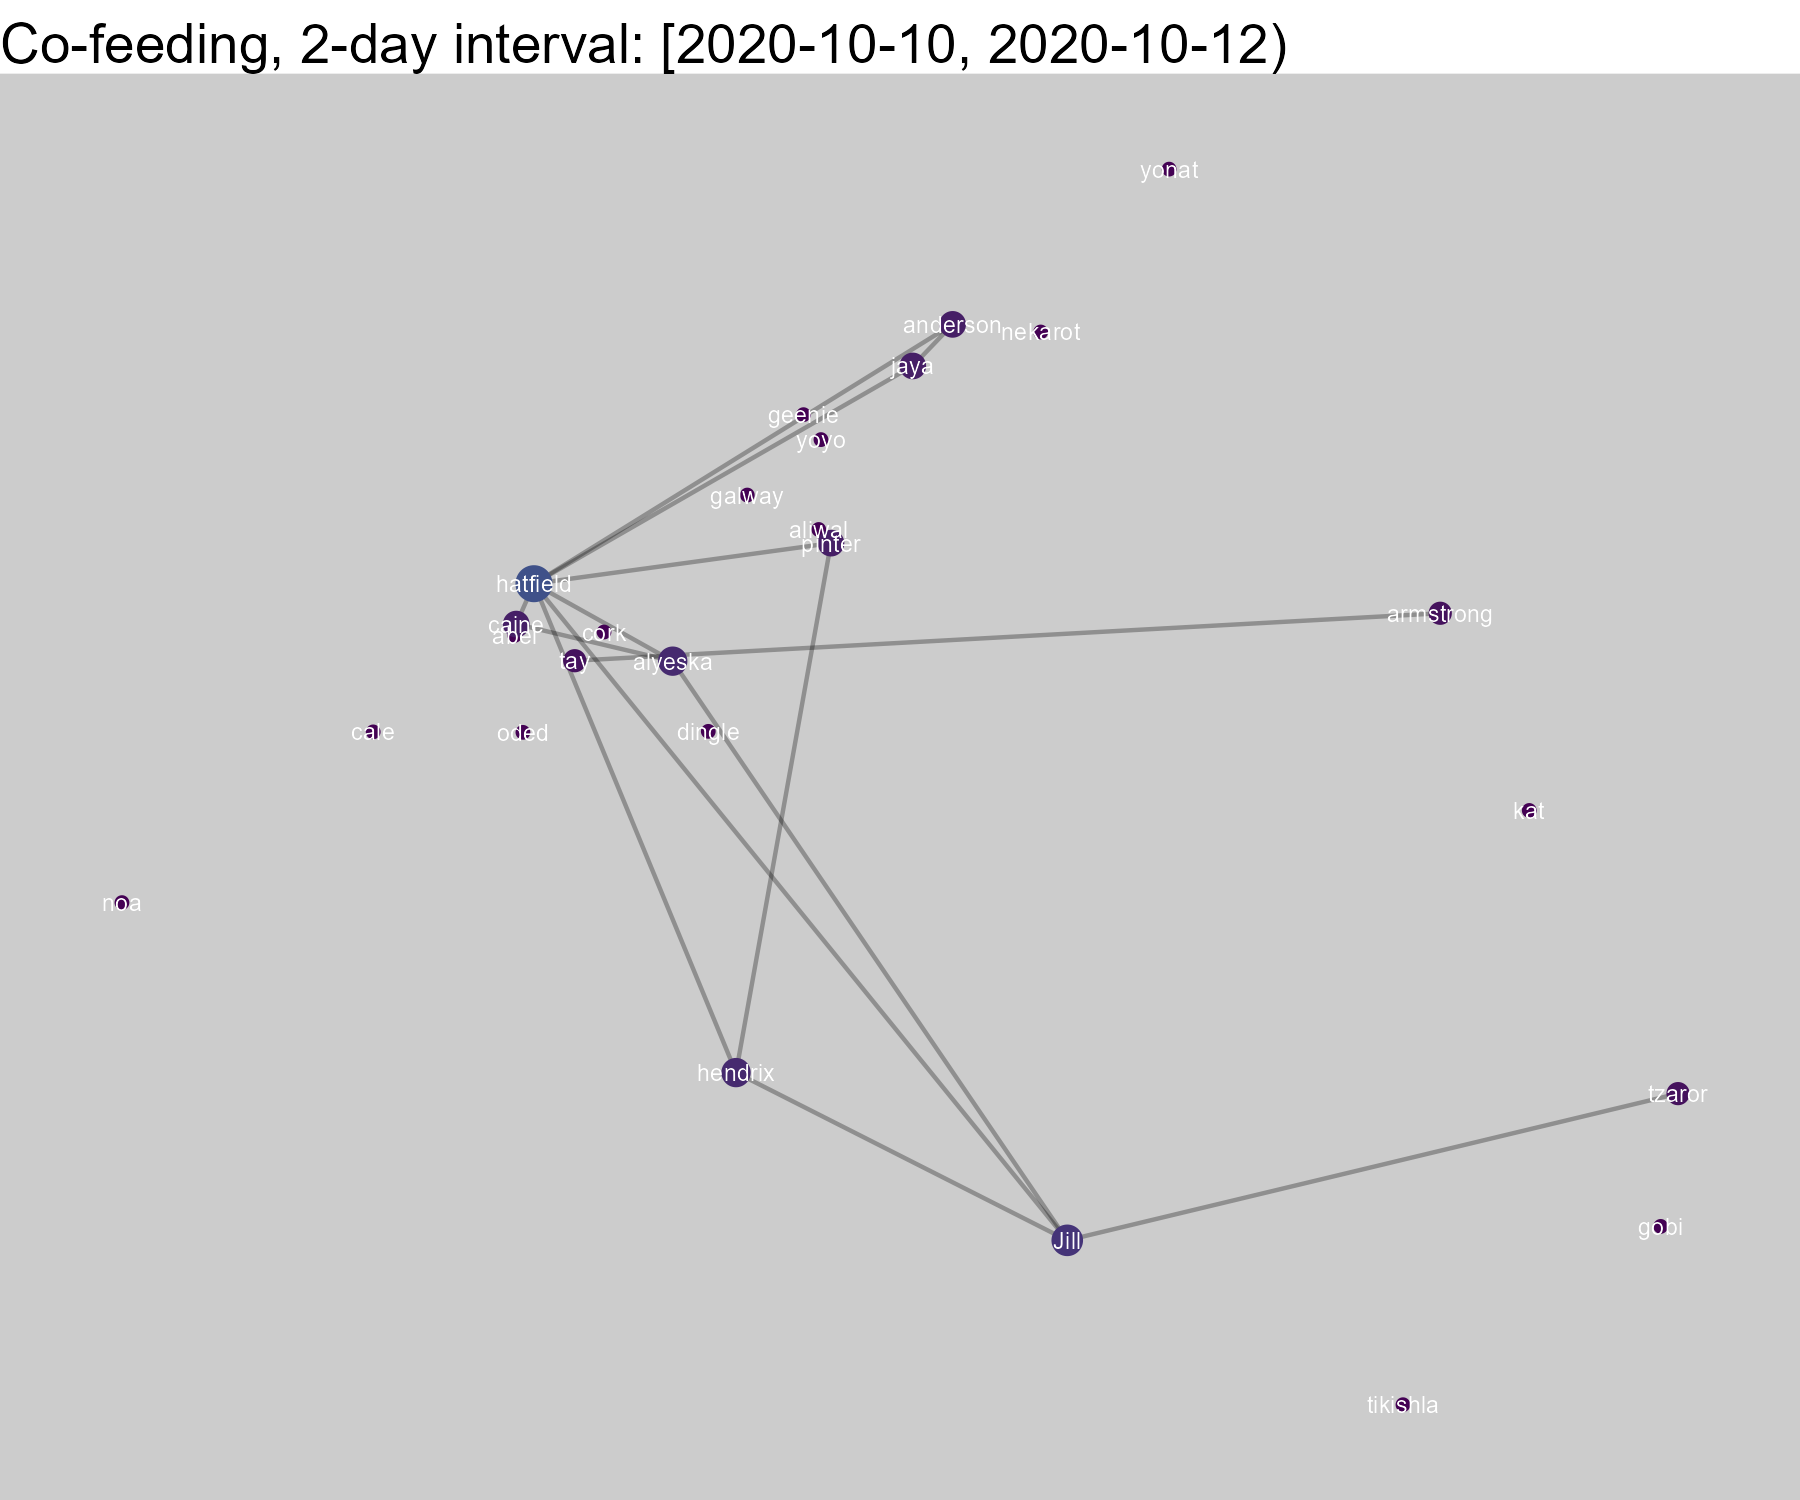 Co-feeding, 2-day interval: [2020-10-10, 2020-10-12)
yonat
anderson
nekarot
jaya
geenie
yoyo
galway
aliwal
pinter
hatfield
armstrong
caine
abel
cork
tay
alyeska
cale
oded
dingle
kat
noa
hendrix
tzaror
gobi
Jill
tikishla